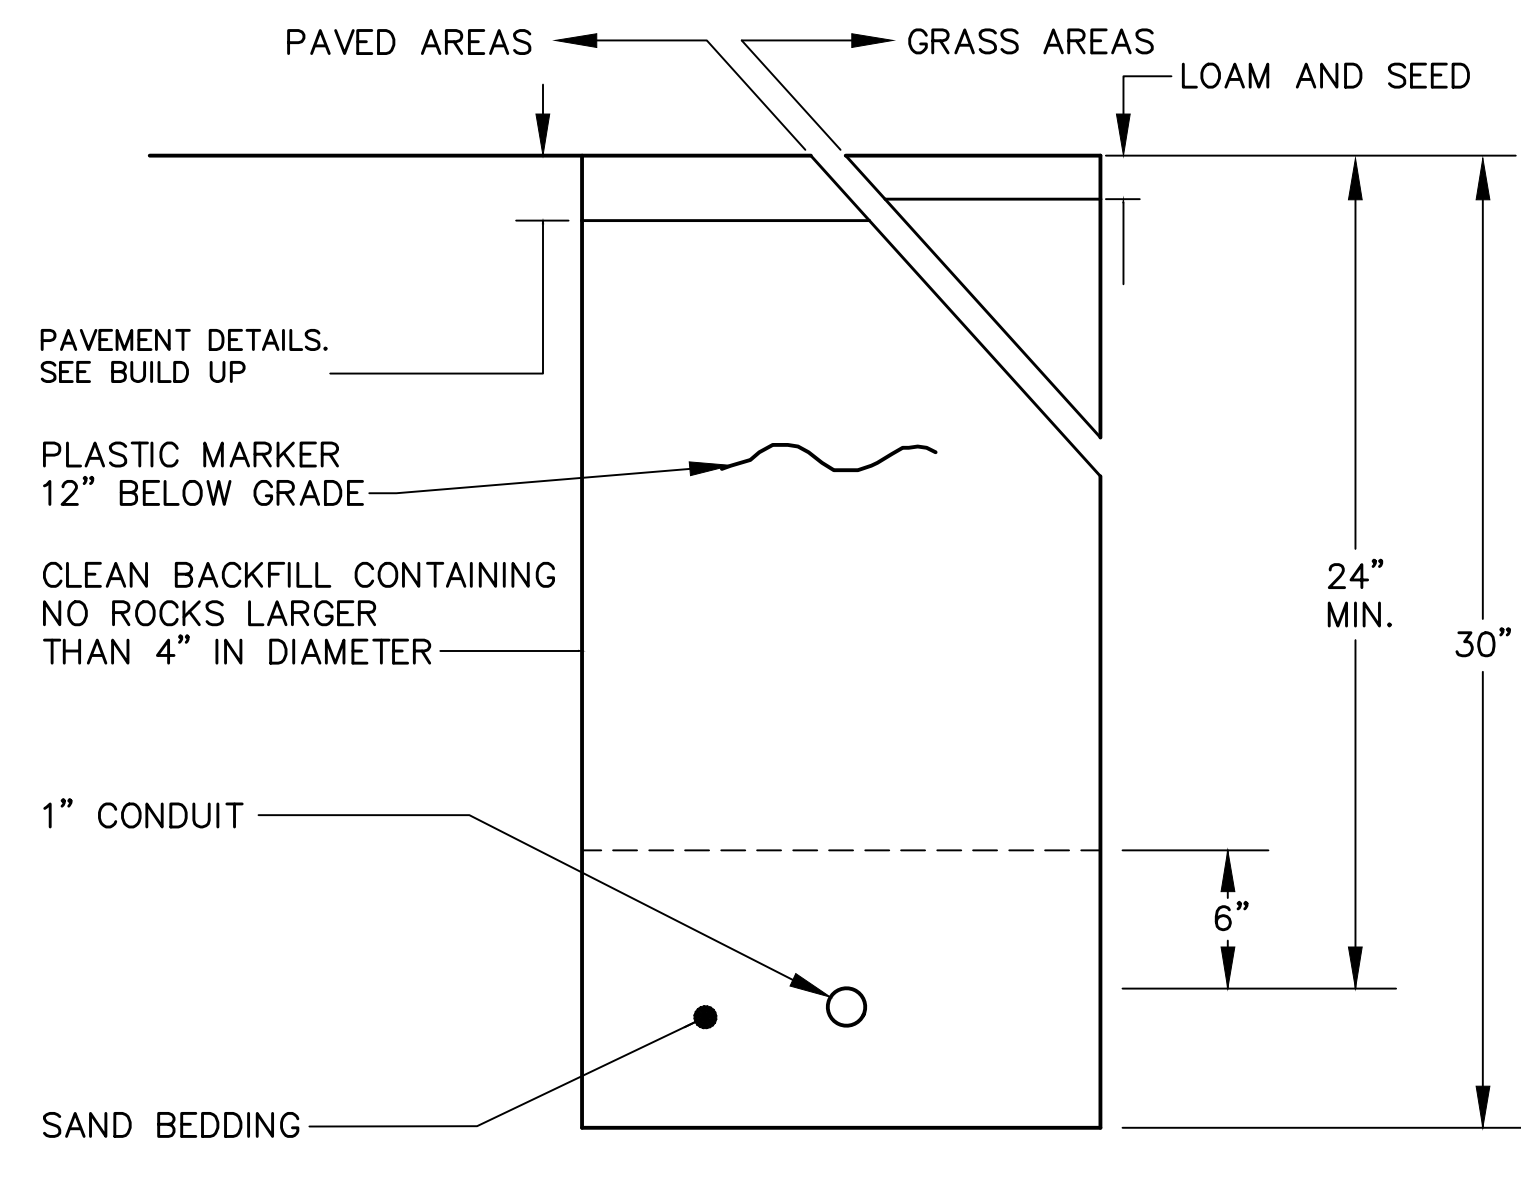 PAVED AREAS
GRASS AREAS
LOAM AND SEED
PAVEMENT DETAILS.
SEE BUILD UP
PLASTIC MARKER
12” BELOW GRADE
CLEAN BACKFILL CONTAINING
NO ROCKS LARGER
THAN 4” IN DIAMETER
24”
MIN.
30”
1” CONDUIT
6”
SAND BEDDING